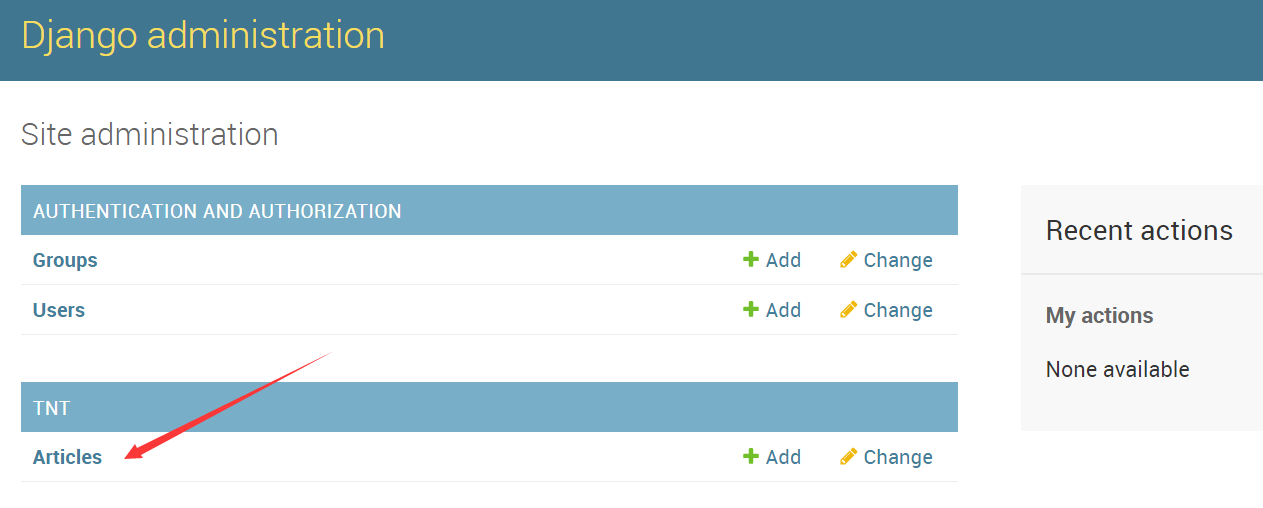 Django administration
Site administration
AUTHENTICATION AND AUTHORIZATION
Groups Add Change
Users Add Change
TNT
Articles Add Change
Recent actions
My actions
None available